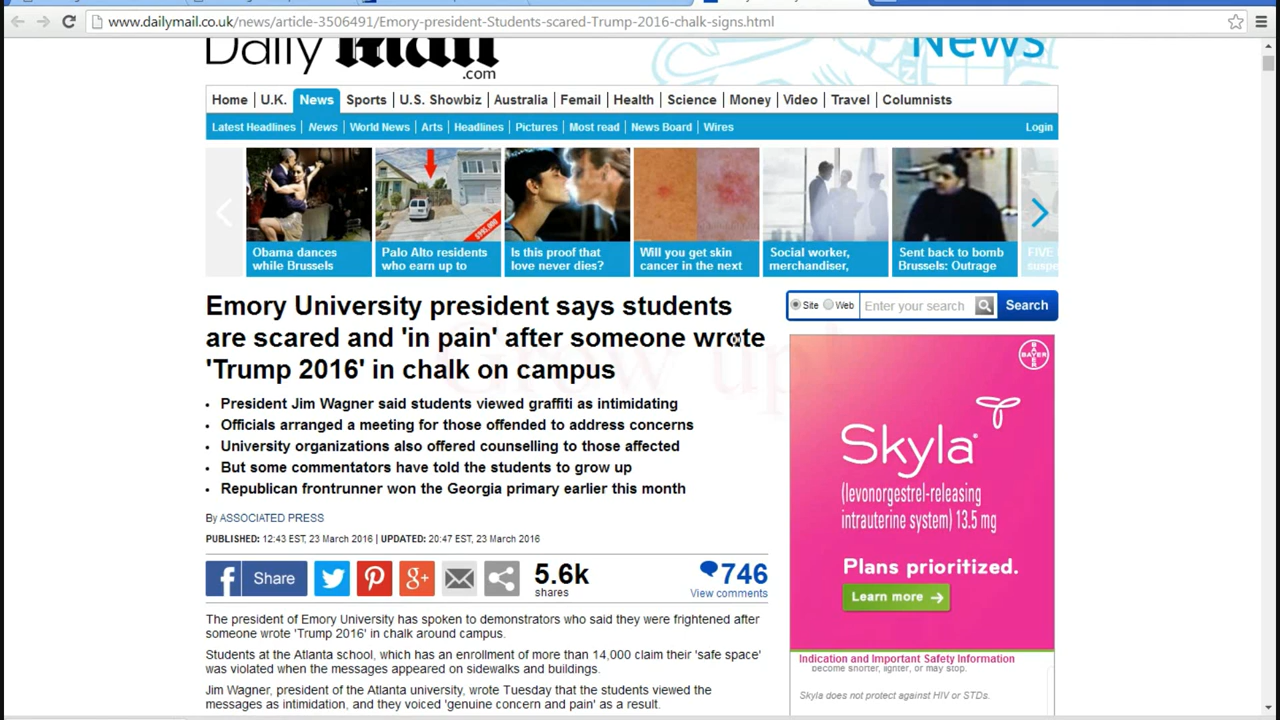 www.dailymail.co.uk/news/article-3506491/Emory-president-Students-scared-Trump-2016-chalk-signs.html
Daily Mail
.com
News
Home U.K. News Sports U.S. Showbiz Australia Femail Health Science Money Video Travel Columnists
Latest Headlines News World News Arts Headlines Pictures Most read News Board Wires Login
$995,000
Obama dances
while Brussels
Palo Alto residents
who earn up to
Is this proof that
love never dies?
Will you get skin
cancer in the next
Social worker,
merchandiser,
Sent back to bomb
Brussels: Outrage
FIVE
Emory University president says students
are scared and 'in pain' after someone wrote
'Trump 2016' in chalk on campus
Grow up!
• President Jim Wagner said students viewed graffiti as intimidating
• Officials arranged a meeting for those offended to address concerns
• University organizations also offered counselling to those affected
• But some commentators have told the students to grow up
• Republican frontrunner won the Georgia primary earlier this month
By ASSOCIATED PRESS
PUBLISHED: 12:43 EST, 23 March 2016 | UPDATED: 20:47 EST, 23 March 2016
f Share
g+
5.6k
shares
746
View comments
The president of Emory University has spoken to demonstrators who said they were frightened after
someone wrote 'Trump 2016' in chalk around campus.
Students at the Atlanta school, which has an enrollment of more than 14,000 claim their 'safe space'
was violated when the messages appeared on sidewalks and buildings.
Jim Wagner, president of the Atlanta university, wrote Tuesday that the students viewed the
messages as intimidation, and they voiced 'genuine concern and pain' as a result.
Site Web Enter your search Search
BAYER
Skyla
(levonorgestrel-releasing
intrauterine system) 13.5 mg
Plans prioritized.
Learn more
Indication and Important Safety Information
become shorter, lighter, or may stop.
Skyla does not protect against HIV or STDs.